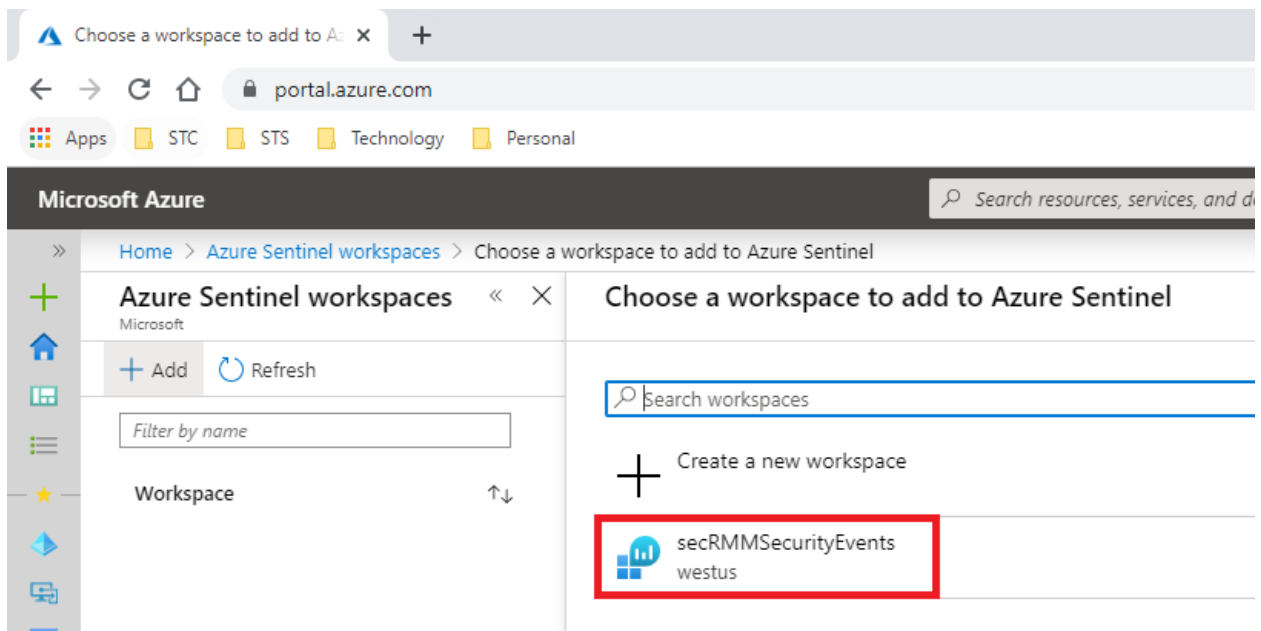 Choose a workspace to add to Az
portal.azure.com
Apps STC STS Technology Personal
Microsoft Azure
Search resources, services, and d
Home > Azure Sentinel workspaces > Choose a workspace to add to Azure Sentinel
Azure Sentinel workspaces
Microsoft
Add Refresh
Filter by name
Workspace
Choose a workspace to add to Azure Sentinel
Search workspaces
Create a new workspace
secRMMSecurityEvents
westus